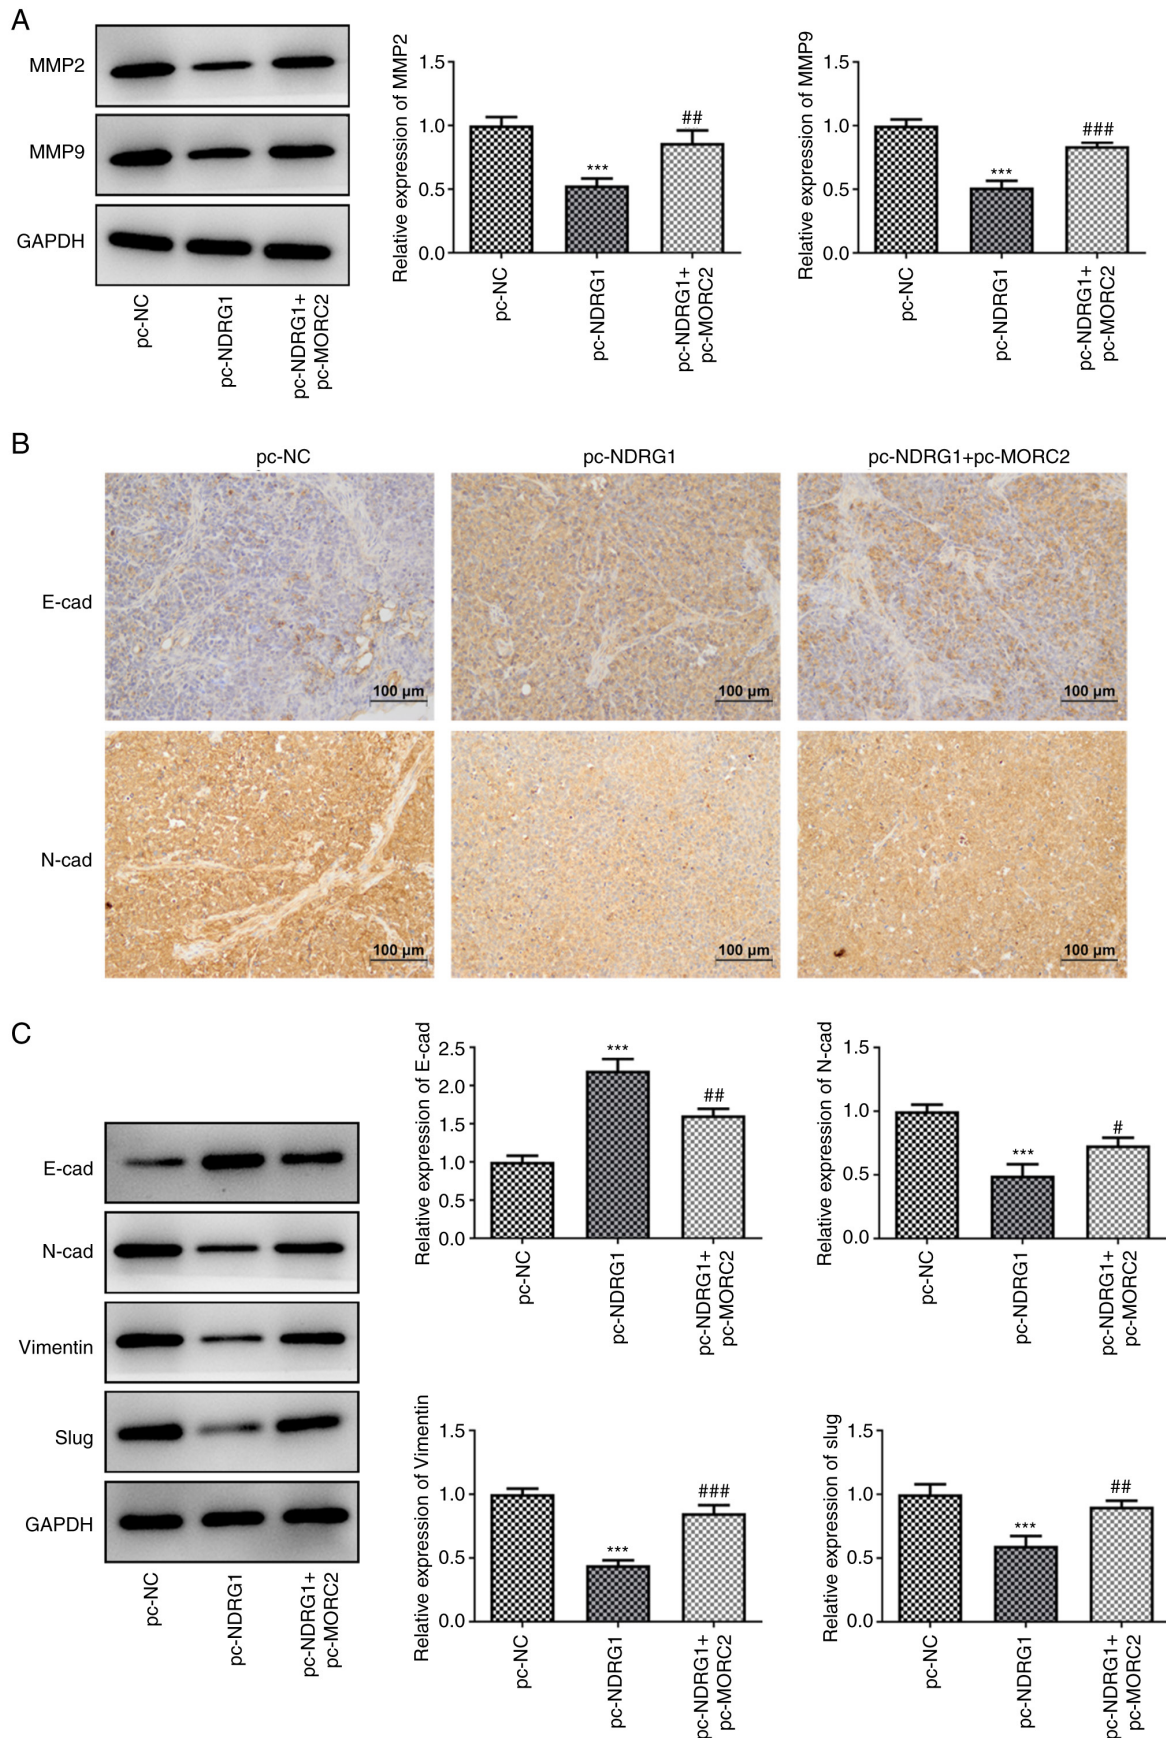 A
MMP2
MMP9
GAPDH
pc-NC
pc-NDRG1
pc-NDRG1+
pc-MORC2
Relative expression of MMP2
1.5
1.0
0.5
0.0
***
##
pc-NC
pc-NDRG1
pc-NDRG1+
pc-MORC2
Relative expression of MMP9
1.5
1.0
0.5
0.0
***
###
pc-NC
pc-NDRG1
pc-NDRG1+
pc-MORC2
B
pc-NC
pc-NDRG1
pc-NDRG1+pc-MORC2
E-cad
100 µm
100 µm
100 µm
N-cad
100 µm
100 µm
100 µm
C
E-cad
N-cad
Vimentin
Slug
GAPDH
pc-NC
pc-NDRG1
pc-NDRG1+
pc-MORC2
Relative expression of E-cad
2.5
2.0
1.5
1.0
0.5
0.0
***
##
pc-NC
pc-NDRG1
pc-NDRG1+
pc-MORC2
Relative expression of N-cad
1.5
1.0
0.5
0.0
***
#
pc-NC
pc-NDRG1
pc-NDRG1+
pc-MORC2
Relative expression of Vimentin
1.5
1.0
0.5
0.0
***
###
pc-NC
pc-NDRG1
pc-NDRG1+
pc-MORC2
Relative expression of slug
1.5
1.0
0.5
0.0
***
##
pc-NC
pc-NDRG1
pc-NDRG1+
pc-MORC2